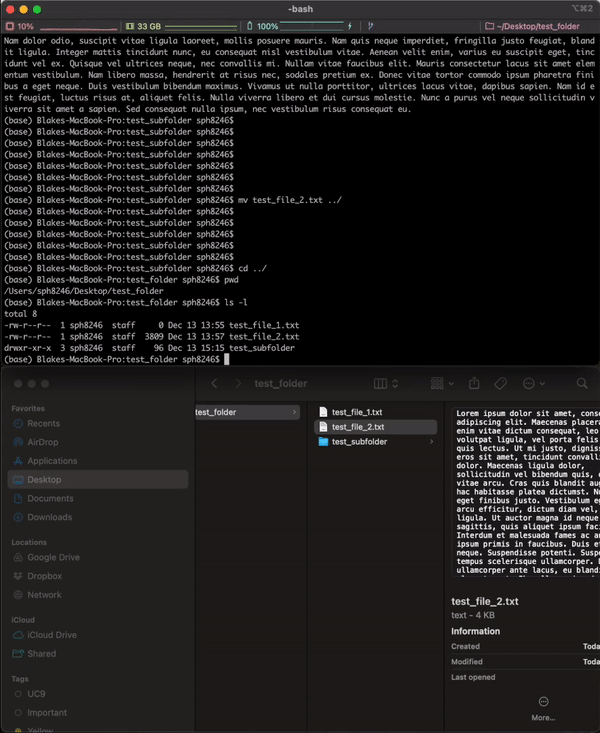 -bash
⌥⌘2
10%
33 GB
100%
~/Desktop/test_folder
Nam dolor odio, suscipit vitae ligula laoreet, mollis posuere mauris. Nam quis neque imperdiet, fringilla justo feugiat, bland
it ligula. Integer mattis tincidunt nunc, eu consequat nisl vestibulum vitae. Aenean velit enim, varius eu suscipit eget, tinc
idunt vel ex. Quisque vel ultrices neque, nec convallis mi. Nullam vitae faucibus elit. Mauris consectetur lacus sit amet elem
entum vestibulum. Nam libero massa, hendrerit at risus nec, sodales pretium ex. Donec vitae tortor commodo ipsum pharetra fini
bus a eget neque. Duis vestibulum bibendum maximus. Vivamus ut nulla porttitor, ultrices lacus vitae, dapibus sapien. Nam id e
st feugiat, luctus risus at, aliquet felis. Nulla viverra libero et dui cursus molestie. Nunc a purus vel neque sollicitudin v
iverra sit amet a sapien. Sed consequat nulla ipsum, nec vestibulum risus consequat eu.
(base) Blakes-MacBook-Pro:test_subfolder sph8246$
(base) Blakes-MacBook-Pro:test_subfolder sph8246$
(base) Blakes-MacBook-Pro:test_subfolder sph8246$
(base) Blakes-MacBook-Pro:test_subfolder sph8246$
(base) Blakes-MacBook-Pro:test_subfolder sph8246$
(base) Blakes-MacBook-Pro:test_subfolder sph8246$
(base) Blakes-MacBook-Pro:test_subfolder sph8246$
(base) Blakes-MacBook-Pro:test_subfolder sph8246$ mv test_file_2.txt ../
(base) Blakes-MacBook-Pro:test_subfolder sph8246$
(base) Blakes-MacBook-Pro:test_subfolder sph8246$
(base) Blakes-MacBook-Pro:test_subfolder sph8246$
(base) Blakes-MacBook-Pro:test_subfolder sph8246$
(base) Blakes-MacBook-Pro:test_subfolder sph8246$
(base) Blakes-MacBook-Pro:test_subfolder sph8246$ cd ../
(base) Blakes-MacBook-Pro:test_folder sph8246$ pwd
/Users/sph8246/Desktop/test_folder
(base) Blakes-MacBook-Pro:test_folder sph8246$ ls -l
total 8
-rw-r--r--  1 sph8246  staff     0 Dec 13 13:55 test_file_1.txt
-rw-r--r--  1 sph8246  staff  3809 Dec 13 13:57 test_file_2.txt
drwxr-xr-x  3 sph8246  staff    96 Dec 13 15:15 test_subfolder
(base) Blakes-MacBook-Pro:test_folder sph8246$
test_folder
Favorites
Recents
AirDrop
Applications
Desktop
Documents
Downloads
Locations
Google Drive
Dropbox
Network
iCloud
iCloud Drive
Shared
Tags
UC9
Important
Yellow
test_folder
test_file_1.txt
test_file_2.txt
test_subfolder
Lorem ipsum dolor sit amet, conse
adipiscing elit. Maecenas placera
enim vitae dictum consequat, leo
volutpat ligula, vel porta felis
quis lectus. Ut mi justo, digniss
eros sit amet, tincidunt convalli
dolor. Maecenas ligula dolor,
sollicitudin vel bibendum quis,
vitae arcu. Cras quis blandit aug
hac habitasse platea dictumst. Nu
eget finibus justo. Vestibulum eg
arcu efficitur, dictum diam vel,
ligula. Ut auctor magna id neque
sagittis, quis aliquet ipsum faci
Interdum et malesuada fames ac an
ipsum primis in faucibus. Duis et
neque. Suspendisse potenti. Suspe
tempus scelerisque ullamcorper.
ullamcorper ante lacus, eu blandi
test_file_2.txt
text - 4 KB
Information
Created Toda
Modified Toda
Last opened
More...